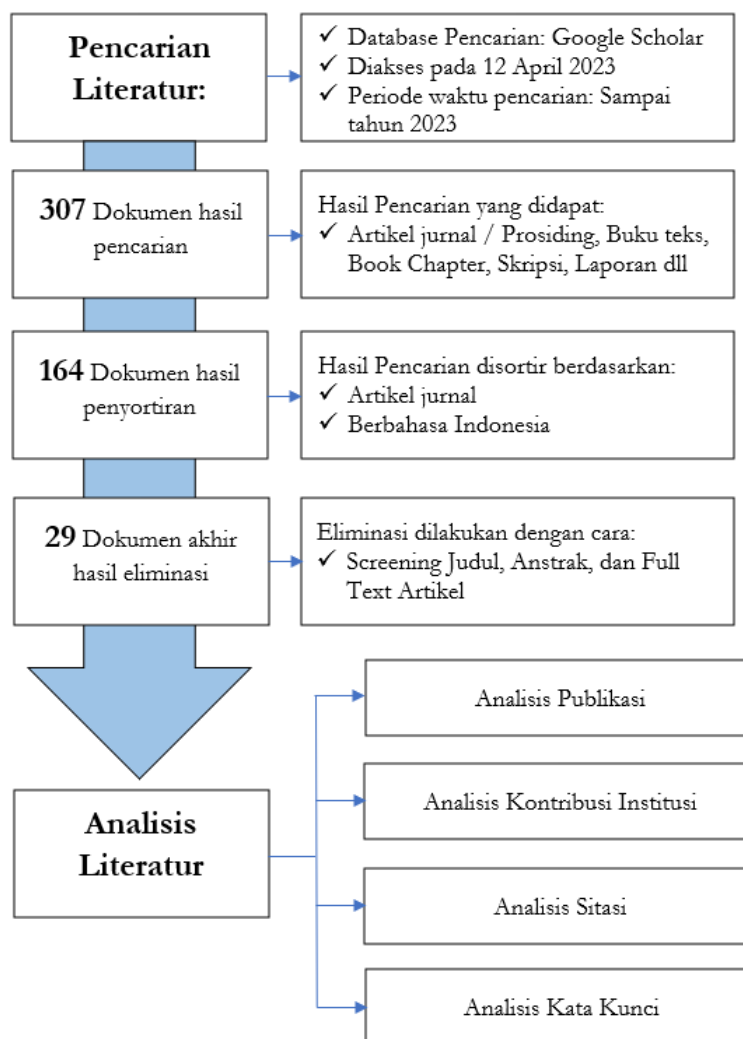 Pencarian
Literatur:
✓ Database Pencarian: Google Scholar
✓ Diakses pada 12 April 2023
✓ Periode waktu pencarian: Sampai
tahun 2023
307 Dokumen hasil
pencarian
Hasil Pencarian yang didapat:
✓ Artikel jurnal / Prosiding, Buku teks,
Book Chapter, Skripsi, Laporan dll
164 Dokumen hasil
penyortiran
Hasil Pencarian disortir berdasarkan:
✓ Artikel jurnal
✓ Berbahasa Indonesia
29 Dokumen akhir
hasil eliminasi
Eliminasi dilakukan dengan cara:
✓ Screening Judul, Anstrak, dan Full
Text Artikel
Analisis
Literatur
Analisis Publikasi
Analisis Kontribusi Institusi
Analisis Sitasi
Analisis Kata Kunci